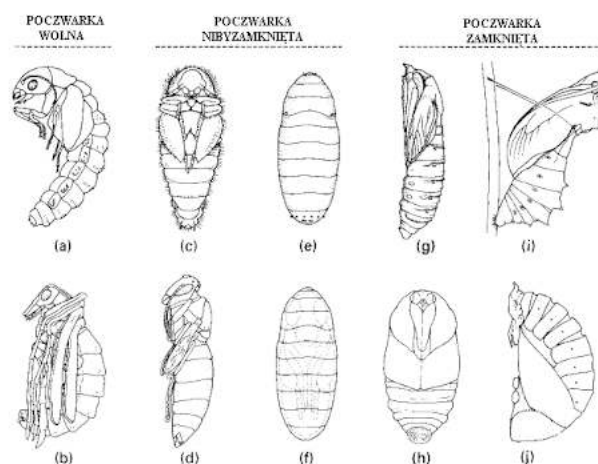 POCZWARKA
WOLNA
POCZWARKA
NIBYZAMKNIĘTA
POCZWARKA
ZAMKNIĘTA
(a)
(c)
(e)
(g)
(i)
(b)
(d)
(f)
(h)
(j)